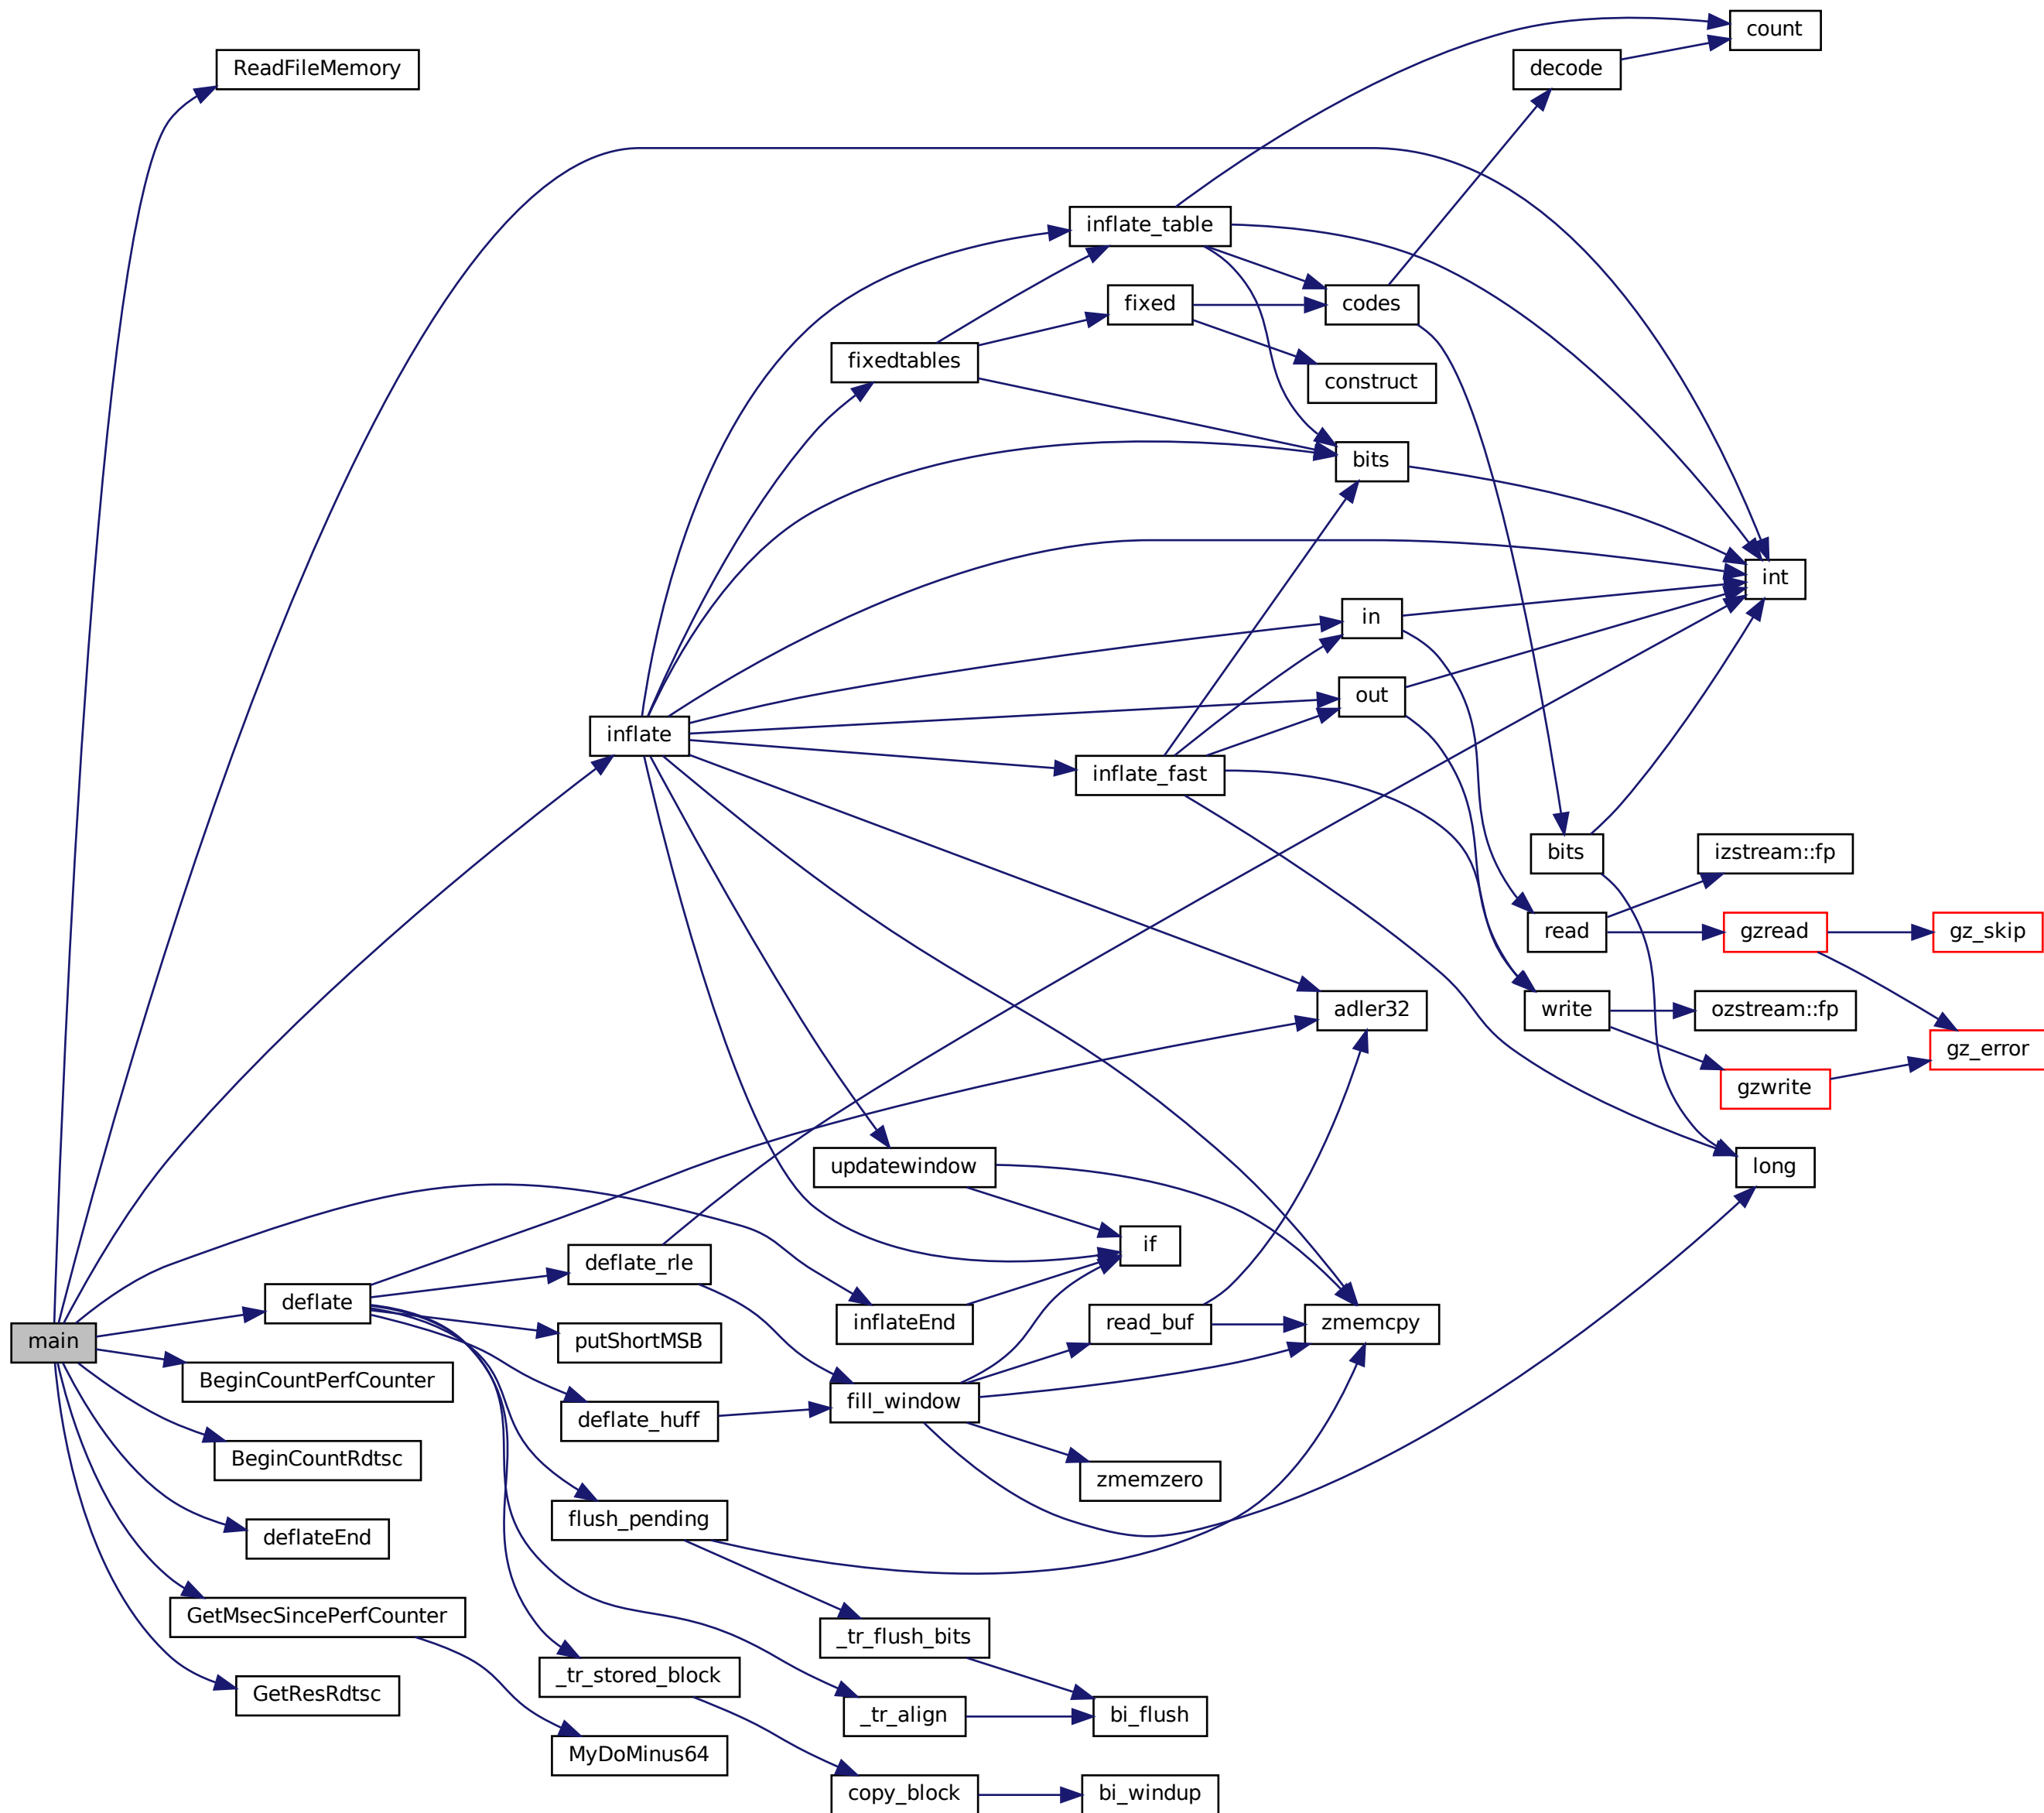 count
decode
ReadFileMemory
inflate_table
fixed
codes
fixedtables
construct
bits
int
in
out
inflate
inflate_fast
bits
izstream::fp
read
gzread
gz_skip
adler32
write
ozstream::fp
gz_error
gzwrite
updatewindow
long
if
deflate_rle
deflate
inflateEnd
read_buf
zmemcpy
main
putShortMSB
BeginCountPerfCounter
fill_window
deflate_huff
BeginCountRdtsc
zmemzero
flush_pending
deflateEnd
GetMsecSincePerfCounter
_tr_flush_bits
_tr_stored_block
GetResRdtsc
_tr_align
bi_flush
MyDoMinus64
copy_block
bi_windup